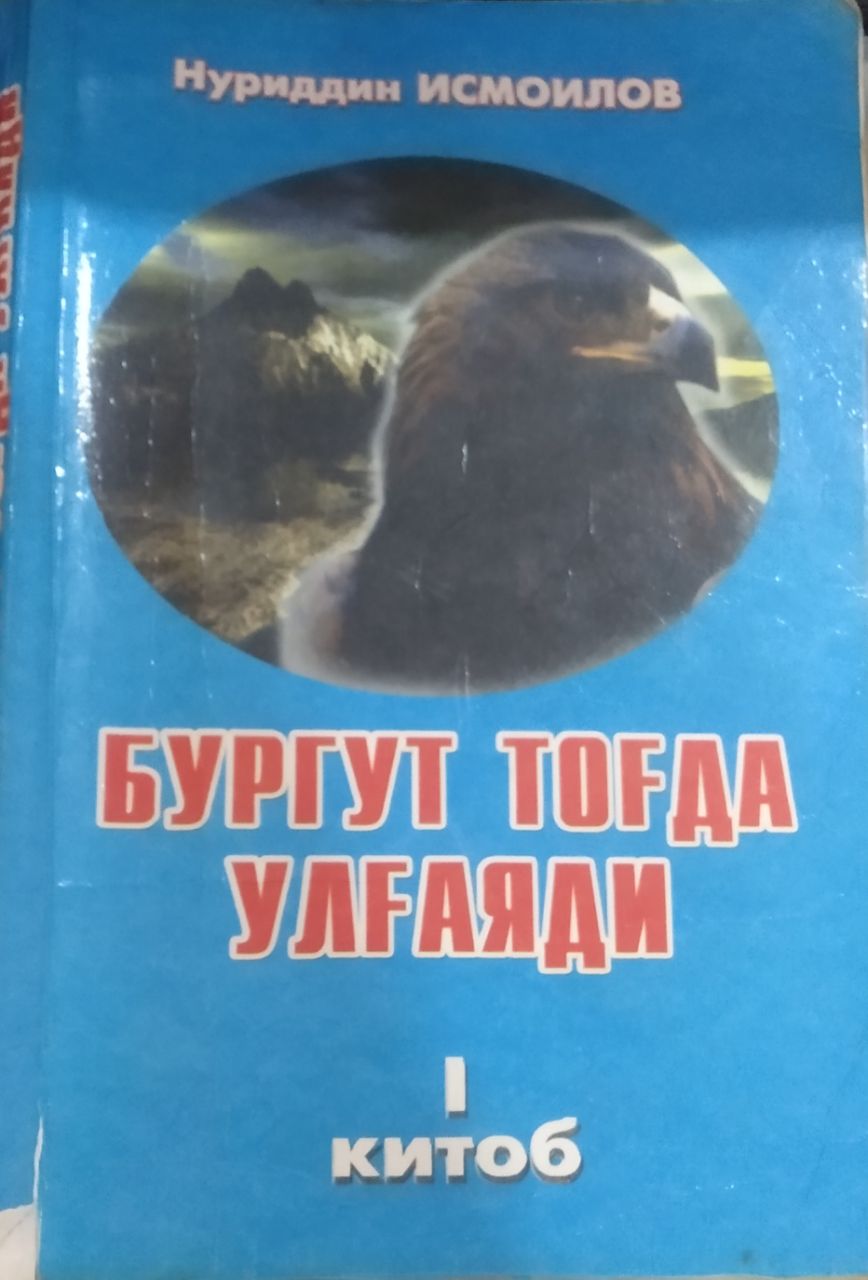 Нуриддин ИСМОИЛОВ
БУРГУТ ТОҒДА
УЛҒАЯДИ
I
китоб